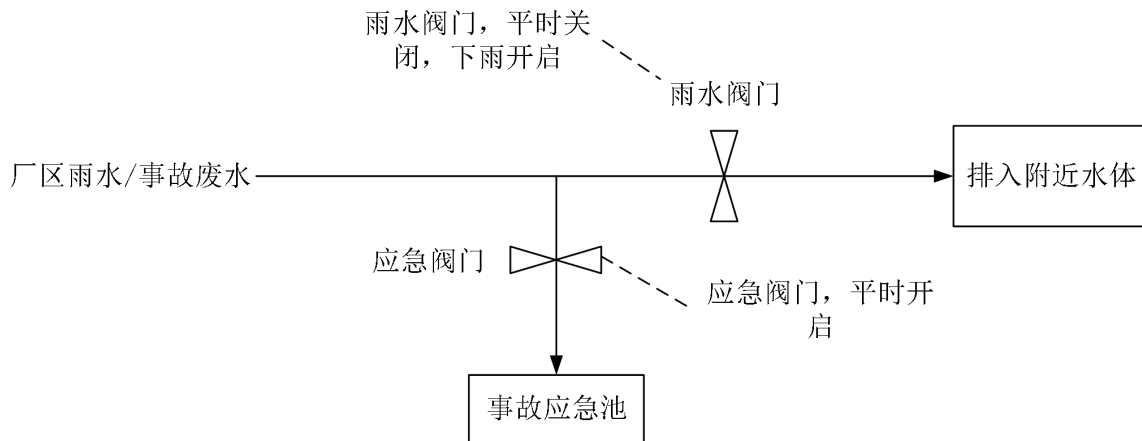 雨水阀门，平时关
闭，下雨开启
雨水阀门
厂区雨水/事故废水
排入附近水体
应急阀门
应急阀门，平时开
启
事故应急池